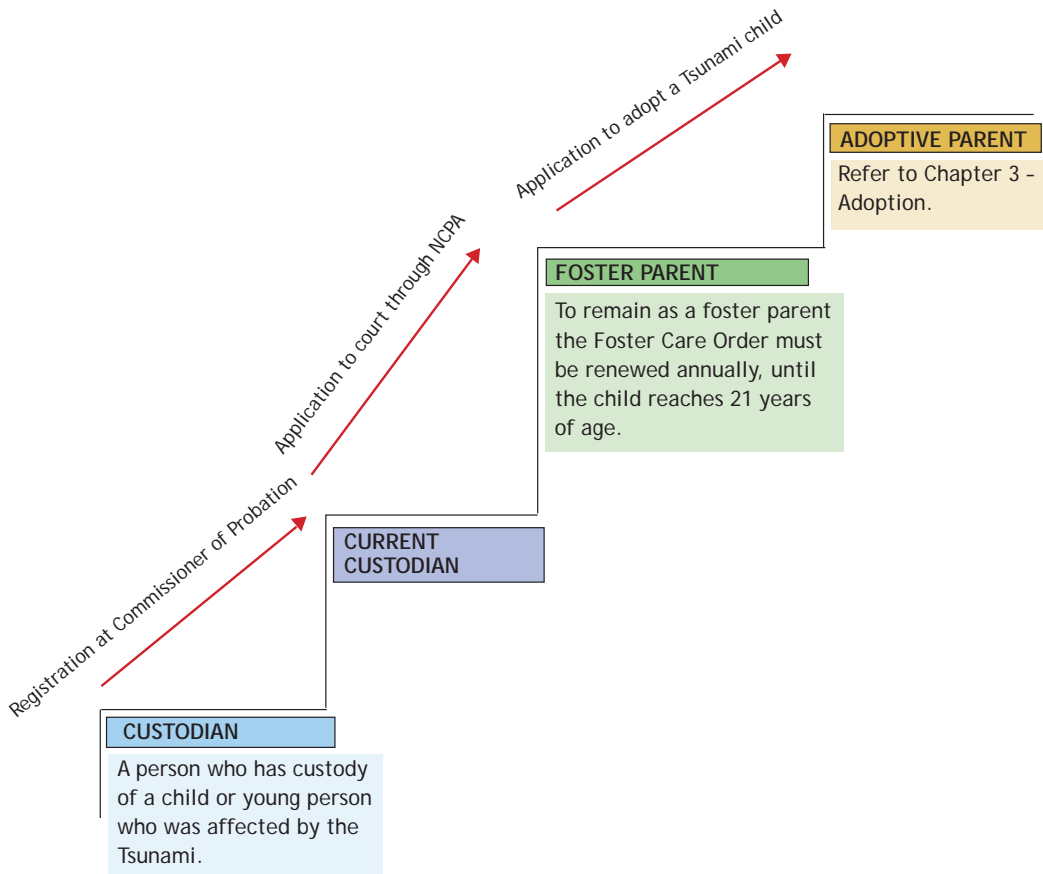 Application to adopt a Tsunami child
ADOPTIVE PARENT
Refer to Chapter 3 –
Adoption.
Application to court through NCPA
FOSTER PARENT
To remain as a foster parent
the Foster Care Order must
be renewed annually, until
the child reaches 21 years
of age.
Registration at Commissioner of Probation
CURRENT
CUSTODIAN
CUSTODIAN
A person who has custody
of a child or young person
who was affected by the
Tsunami.